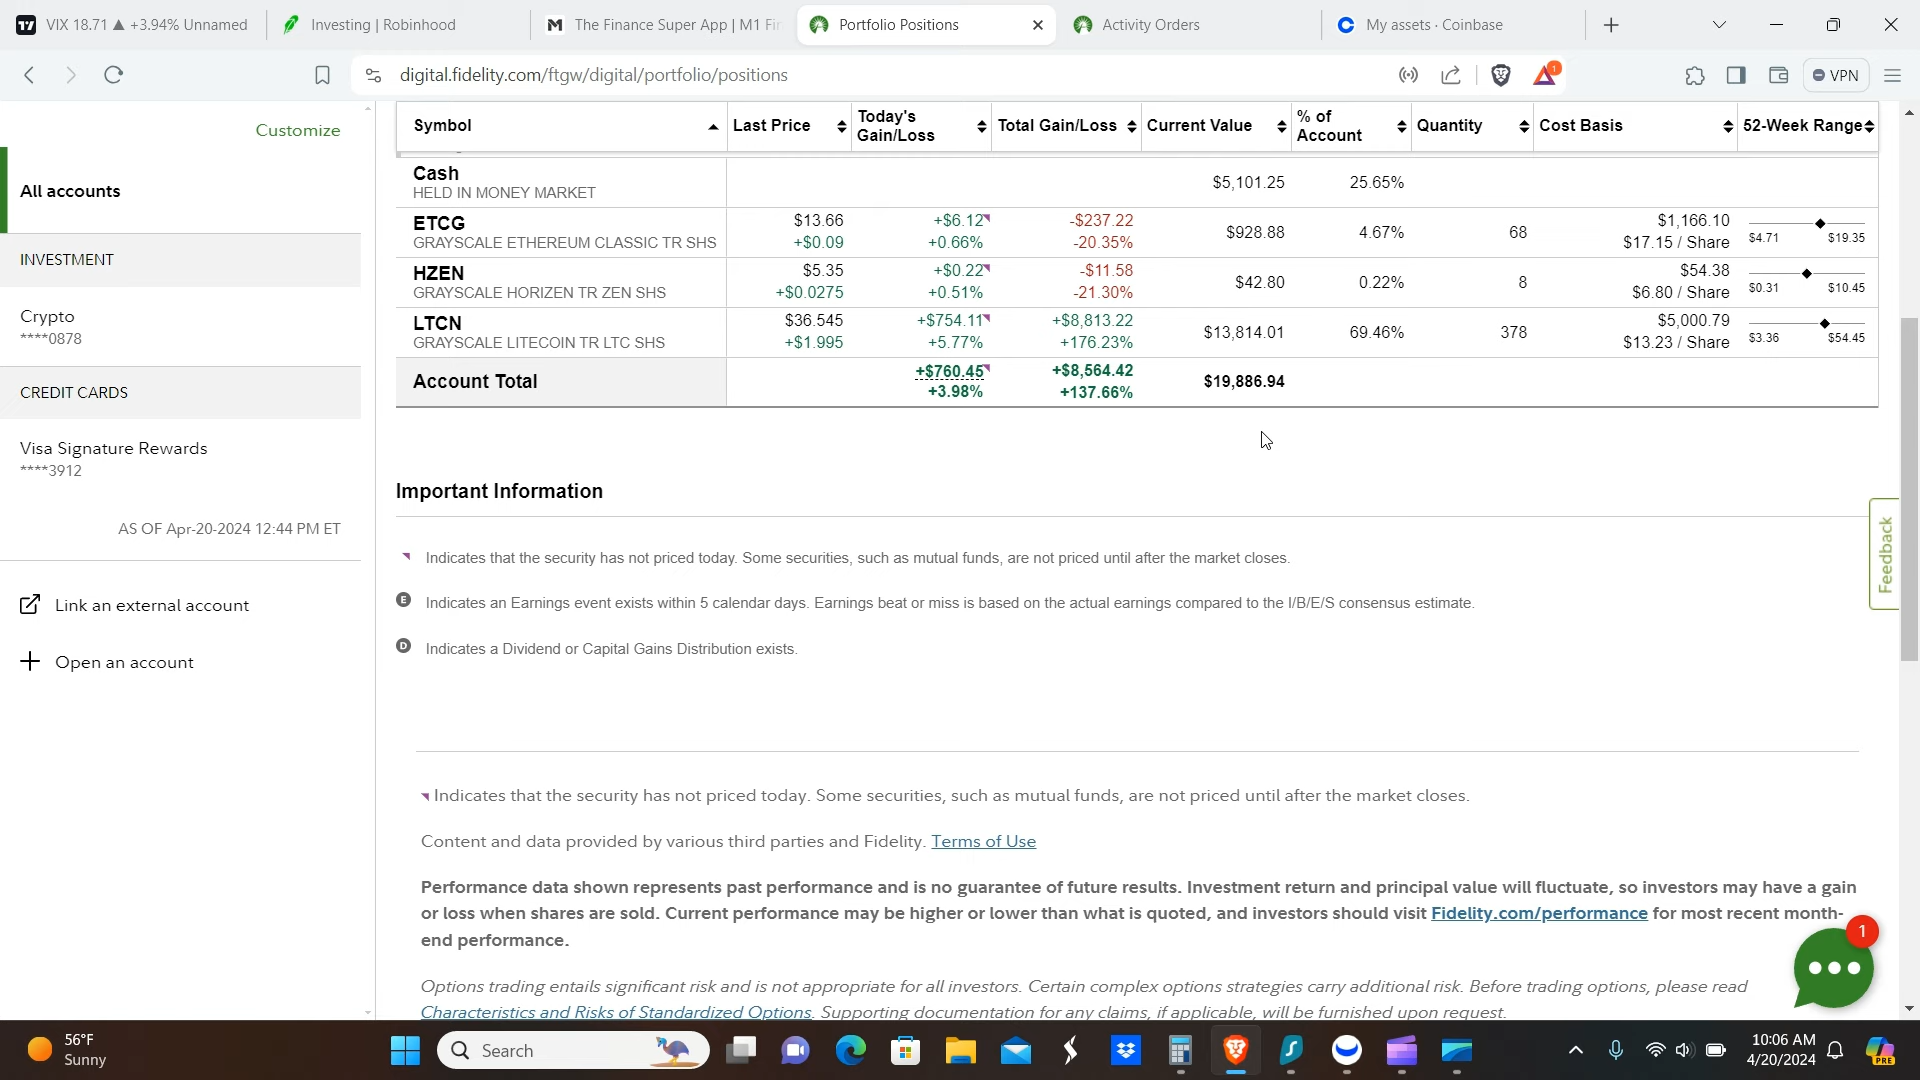 VIX 18.71 ▲ +3.94% Unnamed
Investing | Robinhood
The Finance Super App | M1 Fi
Portfolio Positions
Activity Orders
My assets · Coinbase
digital.fidelity.com/ftgw/digital/portfolio/positions
1
VPN
Customize
All accounts
INVESTMENT
Crypto
****0878
CREDIT CARDS
Visa Signature Rewards
****3912
AS OF Apr-20-2024 12:44 PM ET
Link an external account
Open an account
Symbol
Last Price
Today's
Gain/Loss
Total Gain/Loss
Current Value
% of
Account
Quantity
Cost Basis
52-Week Range
Cash
HELD IN MONEY MARKET
$5,101.25
25.65%
ETCG
GRAYSCALE ETHEREUM CLASSIC TR SHS
$13.66
+$0.09
+$6.12
+0.66%
-$237.22
-20.35%
$928.88
4.67%
68
$1,166.10
$17.15 / Share
$4.71
$19.35
HZEN
GRAYSCALE HORIZEN TR ZEN SHS
$5.35
+$0.0275
+$0.22
+0.51%
-$11.58
-21.30%
$42.80
0.22%
8
$54.38
$6.80 / Share
$0.31
$10.45
LTCN
GRAYSCALE LITECOIN TR LTC SHS
$36.545
+$1.995
+$754.11
+5.77%
+$8,813.22
+176.23%
$13,814.01
69.46%
378
$5,000.79
$13.23 / Share
$3.36
$54.45
Account Total
+$760.45
+3.98%
+$8,564.42
+137.66%
$19,886.94
Important Information
Indicates that the security has not priced today. Some securities, such as mutual funds, are not priced until after the market closes.
E Indicates an Earnings event exists within 5 calendar days. Earnings beat or miss is based on the actual earnings compared to the I/B/E/S consensus estimate.
D Indicates a Dividend or Capital Gains Distribution exists.
Feedback
Indicates that the security has not priced today. Some securities, such as mutual funds, are not priced until after the market closes.
Content and data provided by various third parties and Fidelity. Terms of Use
Performance data shown represents past performance and is no guarantee of future results. Investment return and principal value will fluctuate, so investors may have a gain
or loss when shares are sold. Current performance may be higher or lower than what is quoted, and investors should visit Fidelity.com/performance for most recent month-
end performance.
1
Options trading entails significant risk and is not appropriate for all investors. Certain complex options strategies carry additional risk. Before trading options, please read
Characteristics and Risks of Standardized Options. Supporting documentation for any claims, if applicable, will be furnished upon request.
56°F
Sunny
Search
10:06 AM
4/20/2024
PRE